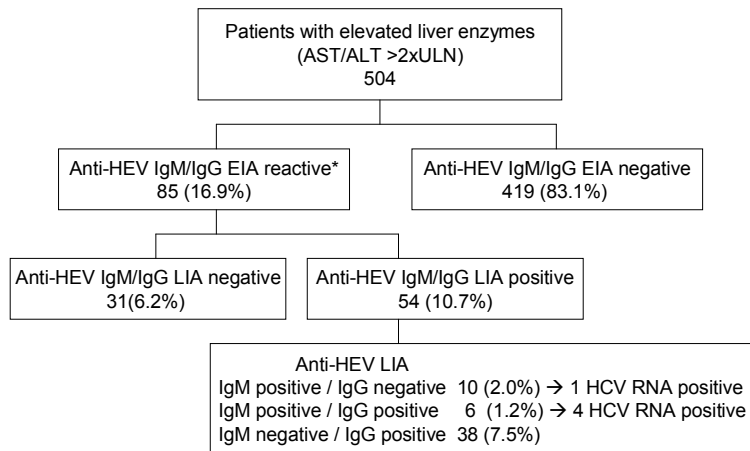 Patients with elevated liver enzymes
(AST/ALT >2xULN)
504
Anti-HEV IgM/IgG EIA reactive*
85 (16.9%)
Anti-HEV IgM/IgG EIA negative
419 (83.1%)
Anti-HEV IgM/IgG LIA negative
31(6.2%)
Anti-HEV IgM/IgG LIA positive
54 (10.7%)
Anti-HEV LIA
IgM positive / IgG negative 10 (2.0%) → 1 HCV RNA positive
IgM positive / IgG positive 6 (1.2%) → 4 HCV RNA positive
IgM negative / IgG positive 38 (7.5%)